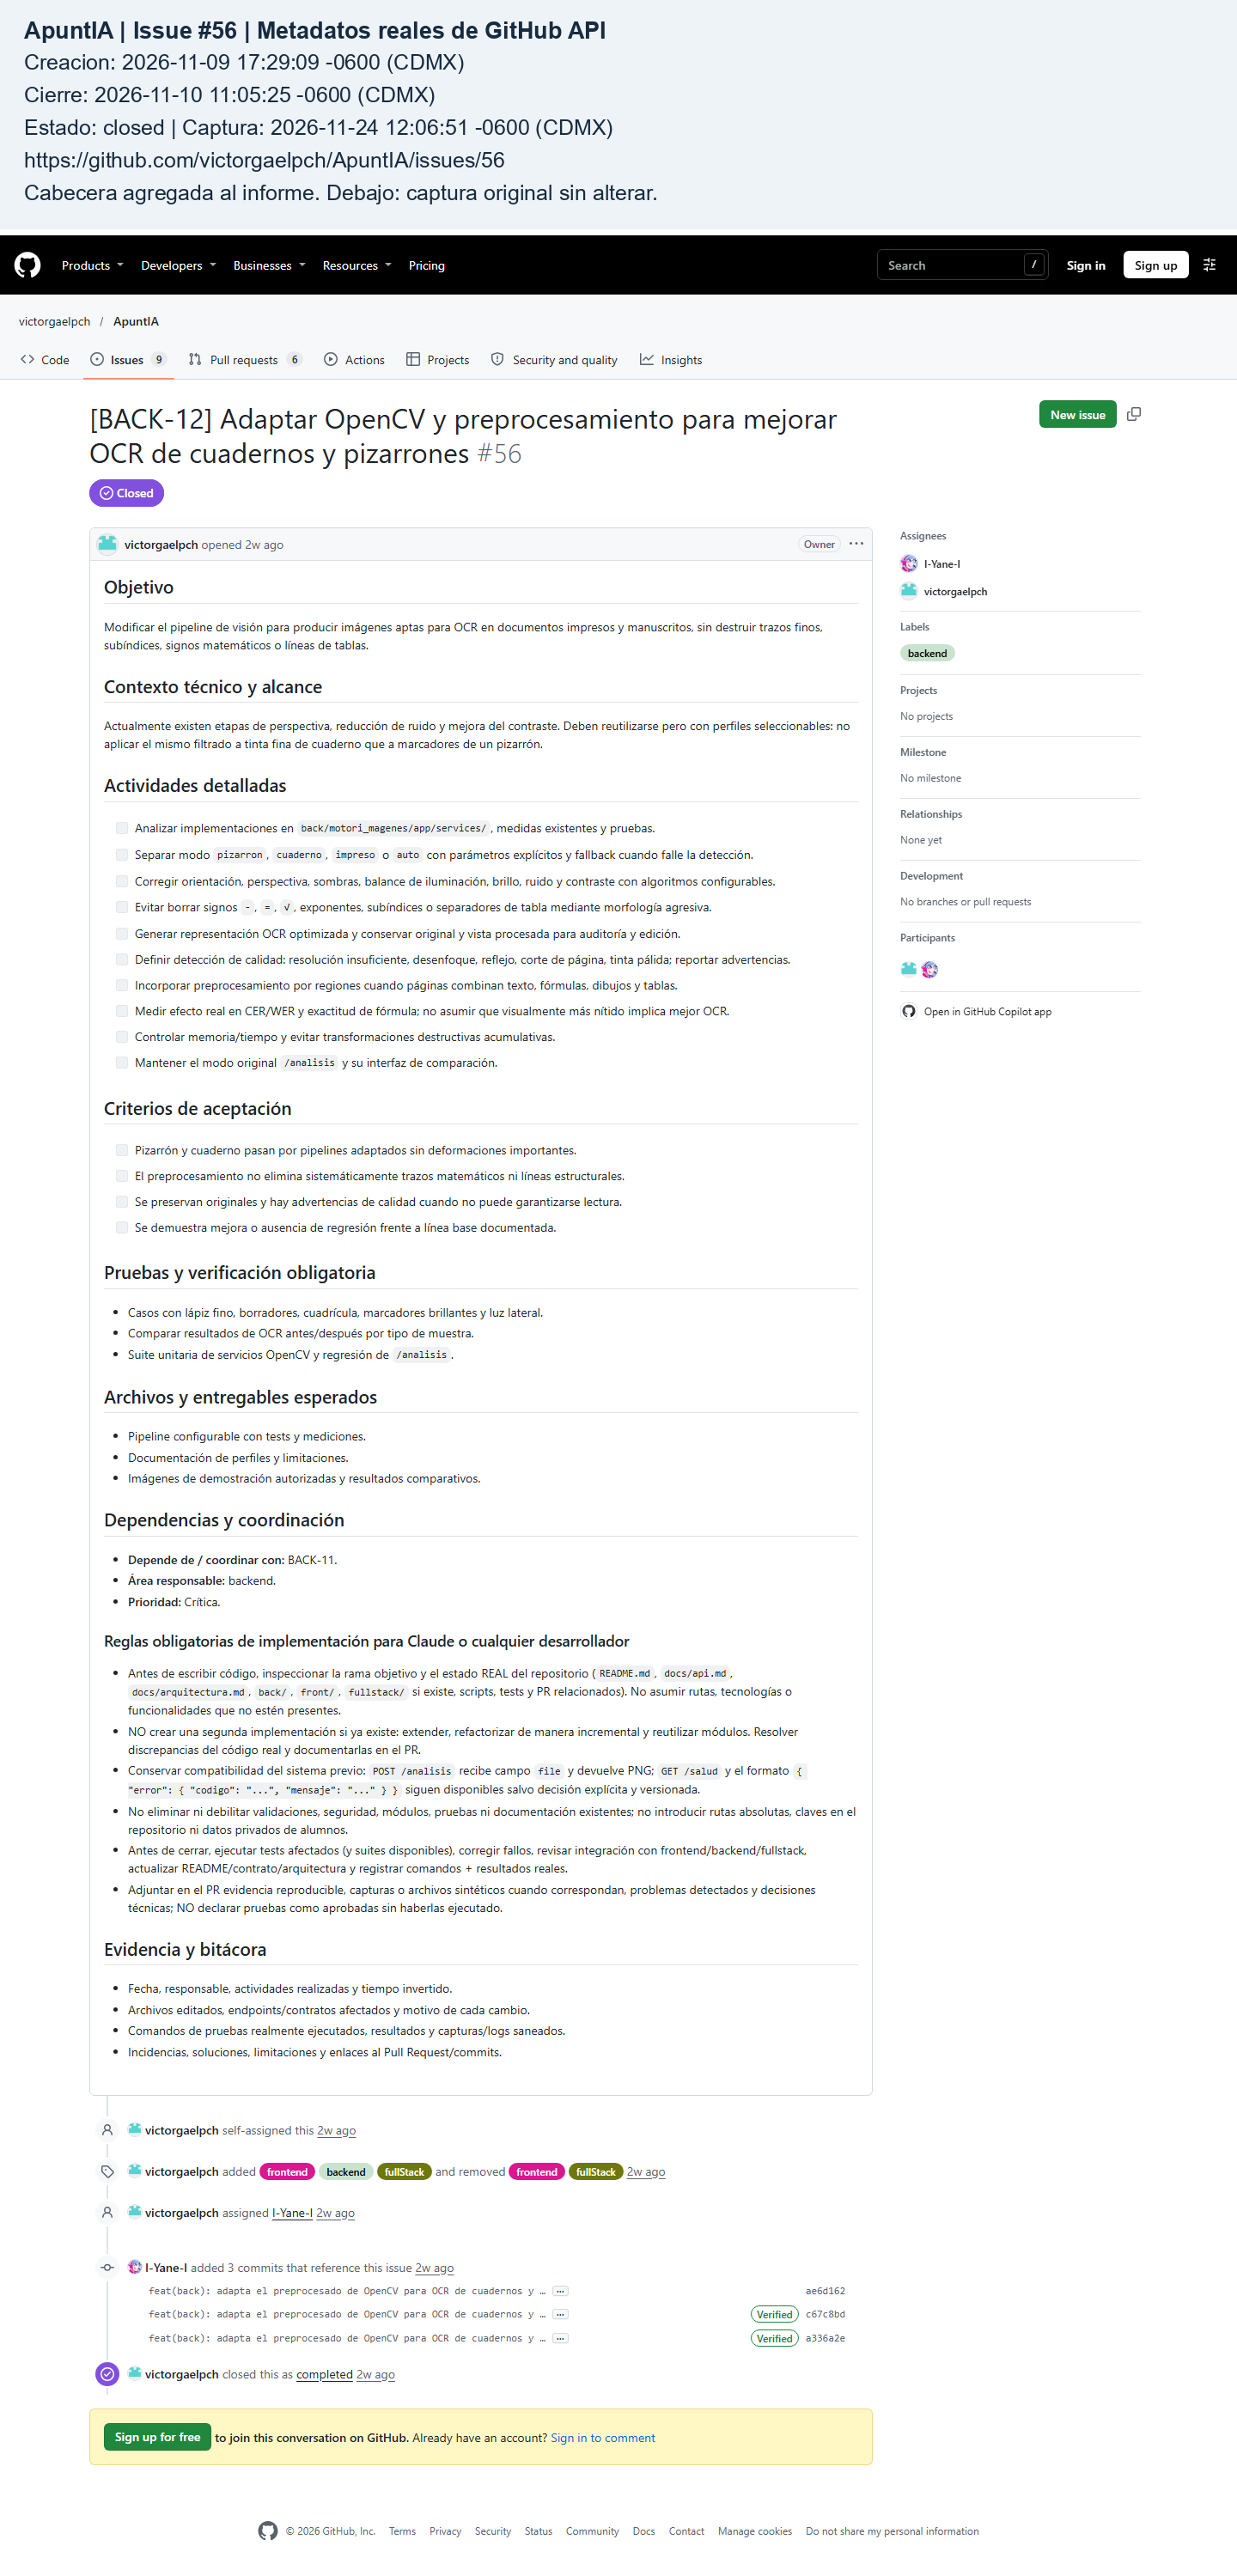 ApuntIA | Issue #56 | Metadatos reales de GitHub API
Creacion: 2026-11-09 17:29:09 -0600 (CDMX)
Cierre: 2026-11-10 11:05:25 -0600 (CDMX)
Estado: closed | Captura: 2026-11-24 12:06:51 -0600 (CDMX)
https://github.com/victorgaelpch/ApuntIA/issues/56
Cabecera agregada al informe. Debajo: captura original sin alterar.
Products Developers Businesses Resources Pricing Search / Sign in Sign up
victorgaelpch / ApuntIA
Code Issues 9 Pull requests 6 Actions Projects Security and quality Insights
[BACK-12] Adaptar OpenCV y preprocesamiento para mejorar
OCR de cuadernos y pizarrones #56
New issue
Closed
victorgaelpch opened 2w ago Owner
Objetivo
Modificar el pipeline de visión para producir imágenes aptas para OCR en documentos impresos y manuscritos, sin destruir trazos finos,
subíndices, signos matemáticos o líneas de tablas.
Contexto técnico y alcance
Actualmente existen etapas de perspectiva, reducción de ruido y mejora del contraste. Deben reutilizarse pero con perfiles seleccionables: no
aplicar el mismo filtrado a tinta fina de cuaderno que a marcadores de un pizarrón.
Actividades detalladas
Analizar implementaciones en back/motori_magenes/app/services/, medidas existentes y pruebas.
Separar modo pizarron, cuaderno, impreso o auto con parámetros explícitos y fallback cuando falle la detección.
Corregir orientación, perspectiva, sombras, balance de iluminación, brillo, ruido y contraste con algoritmos configurables.
Evitar borrar signos -, =, √, exponentes, subíndices o separadores de tabla mediante morfología agresiva.
Generar representación OCR optimizada y conservar original y vista procesada para auditoría y edición.
Definir detección de calidad: resolución insuficiente, desenfoque, reflejo, corte de página, tinta pálida; reportar advertencias.
Incorporar preprocesamiento por regiones cuando páginas combinan texto, fórmulas, dibujos y tablas.
Medir efecto real en CER/WER y exactitud de fórmula; no asumir que visualmente más nítido implica mejor OCR.
Controlar memoria/tiempo y evitar transformaciones destructivas acumulativas.
Mantener el modo original /analisis y su interfaz de comparación.
Criterios de aceptación
Pizarrón y cuaderno pasan por pipelines adaptados sin deformaciones importantes.
El preprocesamiento no elimina sistemáticamente trazos matemáticos ni líneas estructurales.
Se preservan originales y hay advertencias de calidad cuando no puede garantizarse lectura.
Se demuestra mejora o ausencia de regresión frente a línea base documentada.
Pruebas y verificación obligatoria
Casos con lápiz fino, borradores, cuadrícula, marcadores brillantes y luz lateral.
Comparar resultados de OCR antes/después por tipo de muestra.
Suite unitaria de servicios OpenCV y regresión de /analisis.
Archivos y entregables esperados
Pipeline configurable con tests y mediciones.
Documentación de perfiles y limitaciones.
Imágenes de demostración autorizadas y resultados comparativos.
Dependencias y coordinación
Depende de / coordinar con: BACK-11.
Área responsable: backend.
Prioridad: Crítica.
Reglas obligatorias de implementación para Claude o cualquier desarrollador
Antes de escribir código, inspeccionar la rama objetivo y el estado REAL del repositorio (README.md, docs/api.md,
docs/arquitectura.md, back/, front/, fullstack/ si existe, scripts, tests y PR relacionados). No asumir rutas, tecnologías o
funcionalidades que no estén presentes.
NO crear una segunda implementación si ya existe: extender, refactorizar de manera incremental y reutilizar módulos. Resolver
discrepancias del código real y documentarlas en el PR.
Conservar compatibilidad del sistema previo: POST /analisis recibe campo file y devuelve PNG; GET /salud y el formato {
"error": { "codigo": "...", "mensaje": "..." } } siguen disponibles salvo decisión explícita y versionada.
No eliminar ni debilitar validaciones, seguridad, módulos, pruebas ni documentación existentes; no introducir rutas absolutas, claves en el
repositorio ni datos privados de alumnos.
Antes de cerrar, ejecutar tests afectados (y suites disponibles), corregir fallos, revisar integración con frontend/backend/fullstack,
actualizar README/contrato/arquitectura y registrar comandos + resultados reales.
Adjuntar en el PR evidencia reproducible, capturas o archivos sintéticos cuando correspondan, problemas detectados y decisiones
técnicas; NO declarar pruebas como aprobadas sin haberlas ejecutado.
Evidencia y bitácora
Fecha, responsable, actividades realizadas y tiempo invertido.
Archivos editados, endpoints/contratos afectados y motivo de cada cambio.
Comandos de pruebas realmente ejecutados, resultados y capturas/logs saneados.
Incidencias, soluciones, limitaciones y enlaces al Pull Request/commits.
victorgaelpch self-assigned this 2w ago
victorgaelpch added frontend backend fullStack and removed frontend fullStack 2w ago
victorgaelpch assigned I-Yane-I 2w ago
I-Yane-I added 3 commits that reference this issue 2w ago
feat(back): adapta el preprocesado de OpenCV para OCR de cuadernos y … ae6d162
feat(back): adapta el preprocesado de OpenCV para OCR de cuadernos y … Verified c67c8bd
feat(back): adapta el preprocesado de OpenCV para OCR de cuadernos y … Verified a336a2e
victorgaelpch closed this as completed 2w ago
Sign up for free to join this conversation on GitHub. Already have an account? Sign in to comment
Assignees
I-Yane-I
victorgaelpch
Labels
backend
Projects
No projects
Milestone
No milestone
Relationships
None yet
Development
No branches or pull requests
Participants
Open in GitHub Copilot app
© 2026 GitHub, Inc. Terms Privacy Security Status Community Docs Contact Manage cookies Do not share my personal information